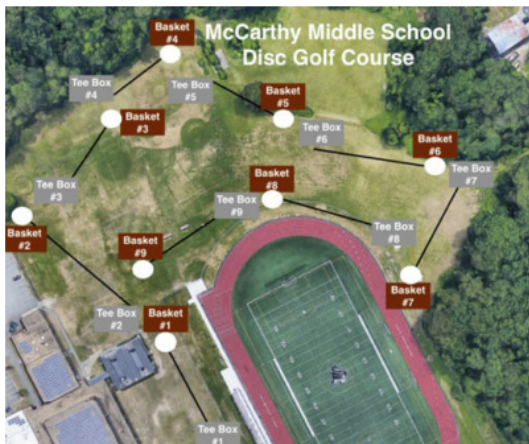 McCarthy Middle School
Disc Golf Course
Basket
#4
Tee Box
#4
Tee Box
#5
Basket
#5
Basket
#3
Tee Box
#6
Basket
#6
Tee Box
#7
Tee Box
#3
Basket
#8
Tee Box
#9
Basket
#2
Tee Box
#8
Basket
#9
Basket
#7
Tee Box
#2
Basket
#1
Tee Box
#1